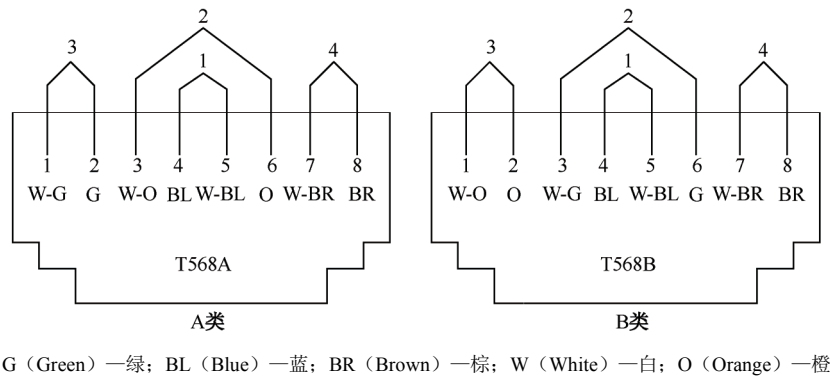 2 2
3 1 4 3 1 4
1 2 3 4 5 6 7 8 1 2 3 4 5 6 7 8
W-G G W-O BL W-BL O W-BR BR W-O O W-G BL W-BL G W-BR BR
T568A T568B
A类 B类
G（Green）—绿；BL（Blue）—蓝；BR（Brown）—棕；W（White）—白；O（Orange）—橙